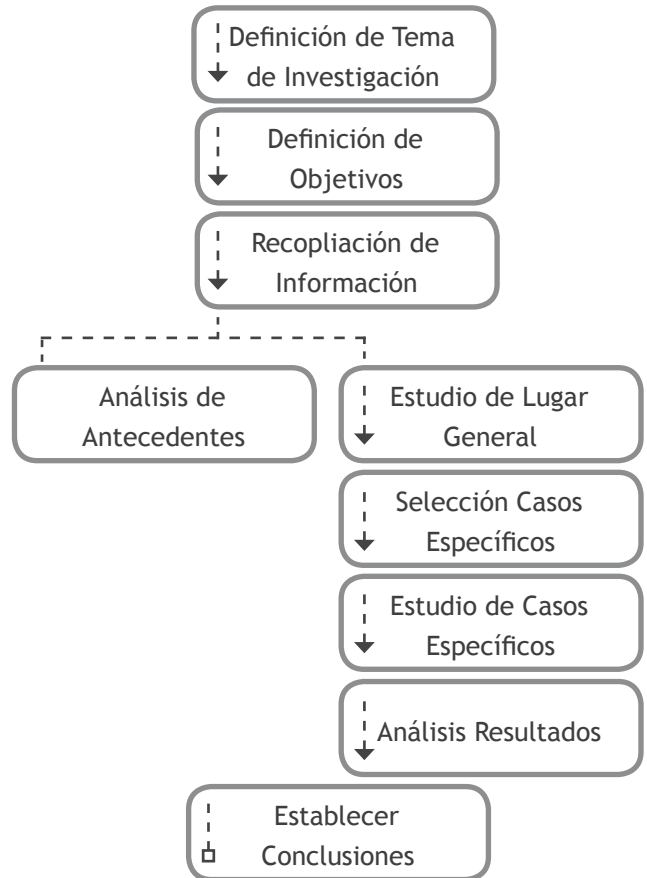 Definición de Tema
de Investigación
Definición de
Objetivos
Recopliación de
Información
Análisis de
Antecedentes
Estudio de Lugar
General
Selección Casos
Específicos
Estudio de Casos
Específicos
Análisis Resultados
Establecer
Conclusiones